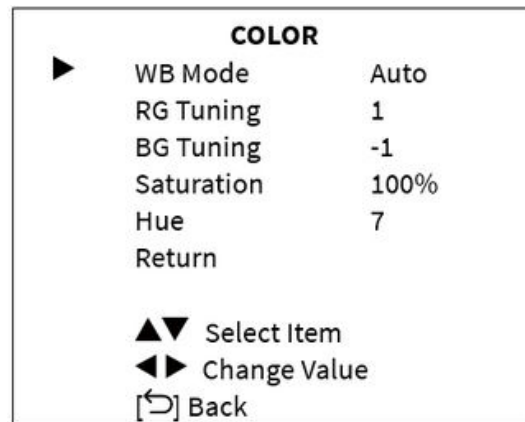 COLOR
▶ WB Mode Auto
RG Tuning 1
BG Tuning -1
Saturation 100%
Hue 7
Return
▲▼ Select Item
◀▶ Change Value
[⮌] Back